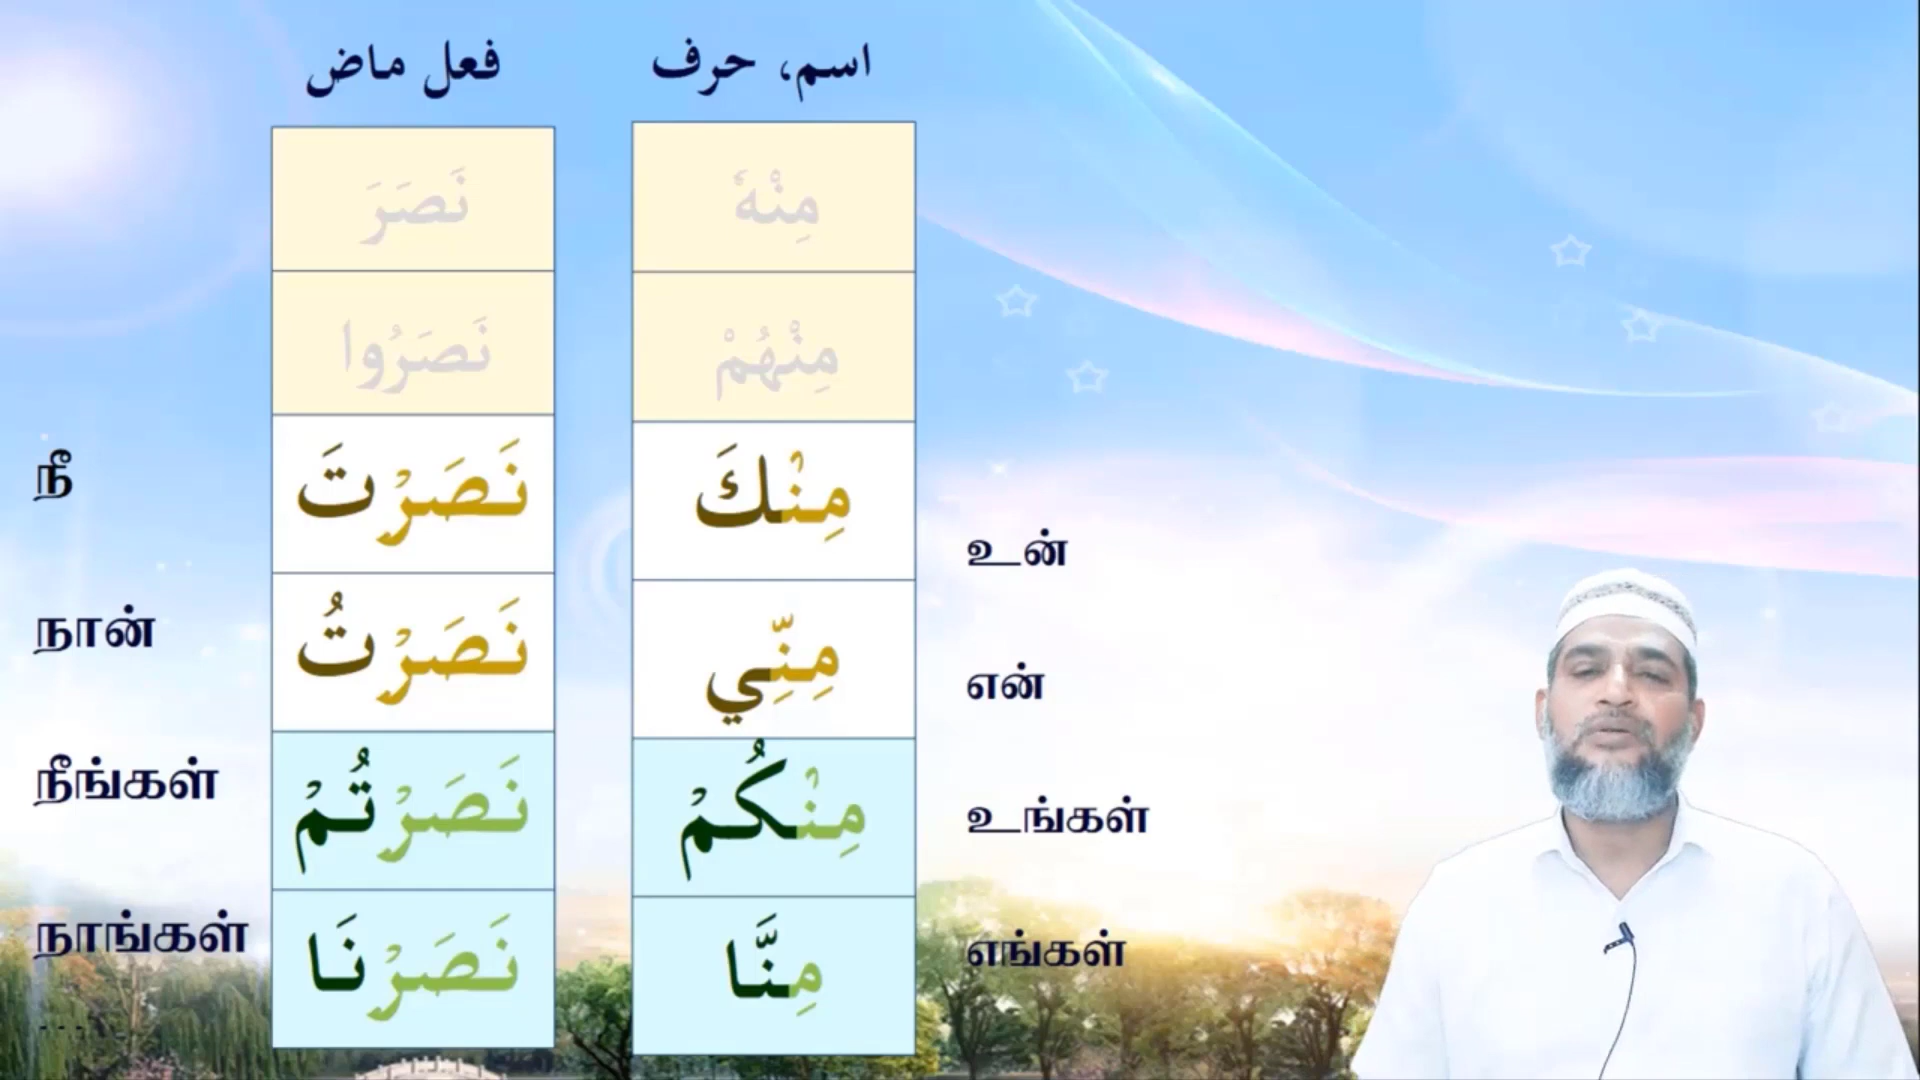 فعل ماض
اسم، حرف
نَصَرَ
مِنْهُ
نَصَرُوا
مِنْهُمْ
நீ
نَصَرْتَ
مِنْكَ
உன்
நான்
نَصَرْتُ
مِنِّي
என்
நீங்கள்
نَصَرْتُمْ
مِنْكُمْ
உங்கள்
நாங்கள்
نَصَرْنَا
مِنَّا
எங்கள்
...